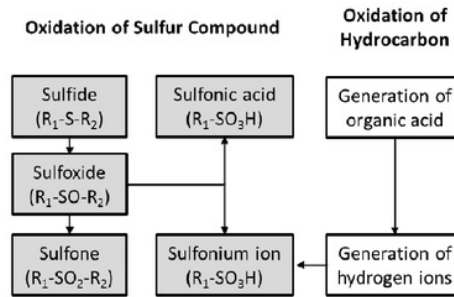 Oxidation of Sulfur Compound
Oxidation of
Hydrocarbon
Sulfide
(R₁-S-R₂)
Sulfonic acid
(R₁-SO₃H)
Generation of
organic acid
Sulfoxide
(R₁-SO-R₂)
Sulfone
(R₁-SO₂-R₂)
Sulfonium ion
(R₁-SO₃H)
Generation of
hydrogen ions